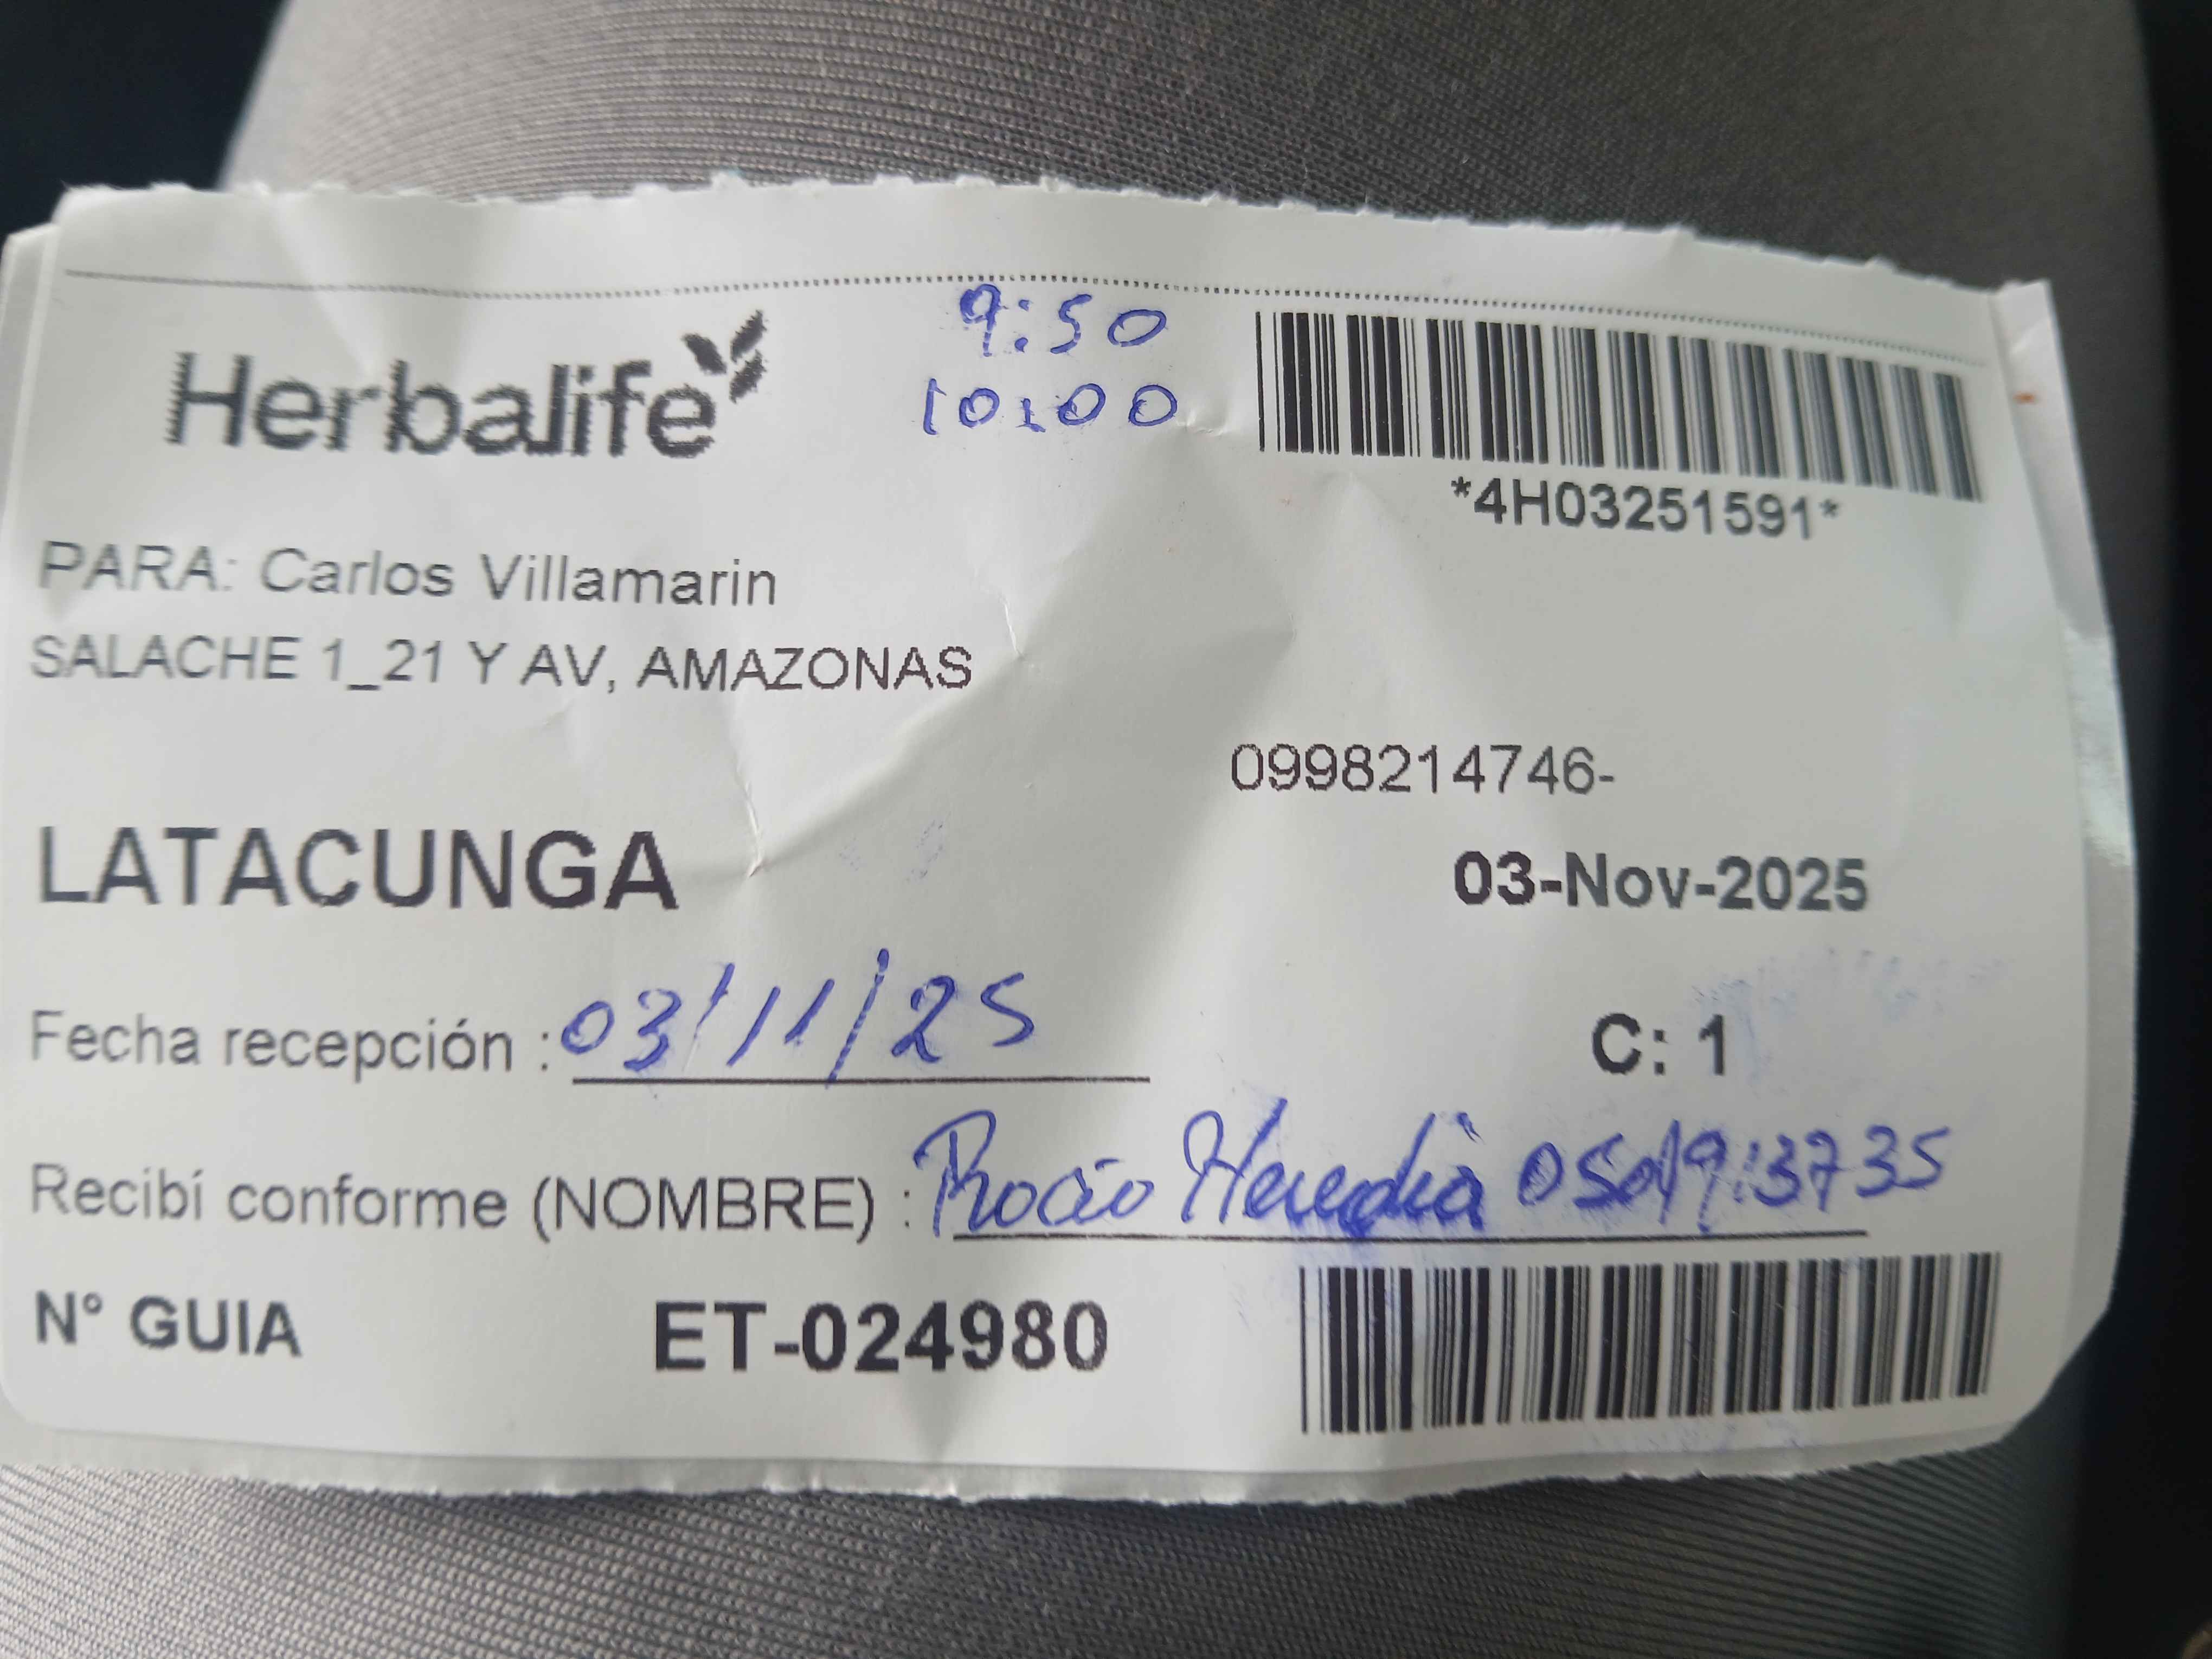 Herbalife
9:50
10:00
*4H03251591*
PARA: Carlos Villamarin
SALACHE 1_21 Y AV, AMAZONAS
0998214746-
LATACUNGA
03-Nov-2025
Fecha recepción : 03/11/25
C: 1
Recibí conforme (NOMBRE) : Rocío Heredia
N° GUIA ET-024980